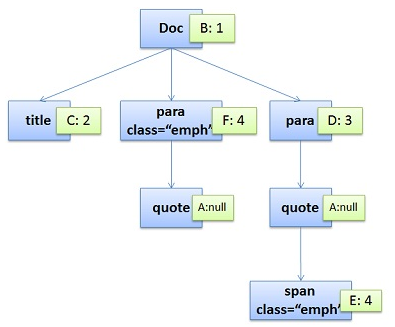 Doc B: 1
title C: 2
para
class="emph" F: 4
para D: 3
quote A:null
quote A:null
span
class="emph" E: 4